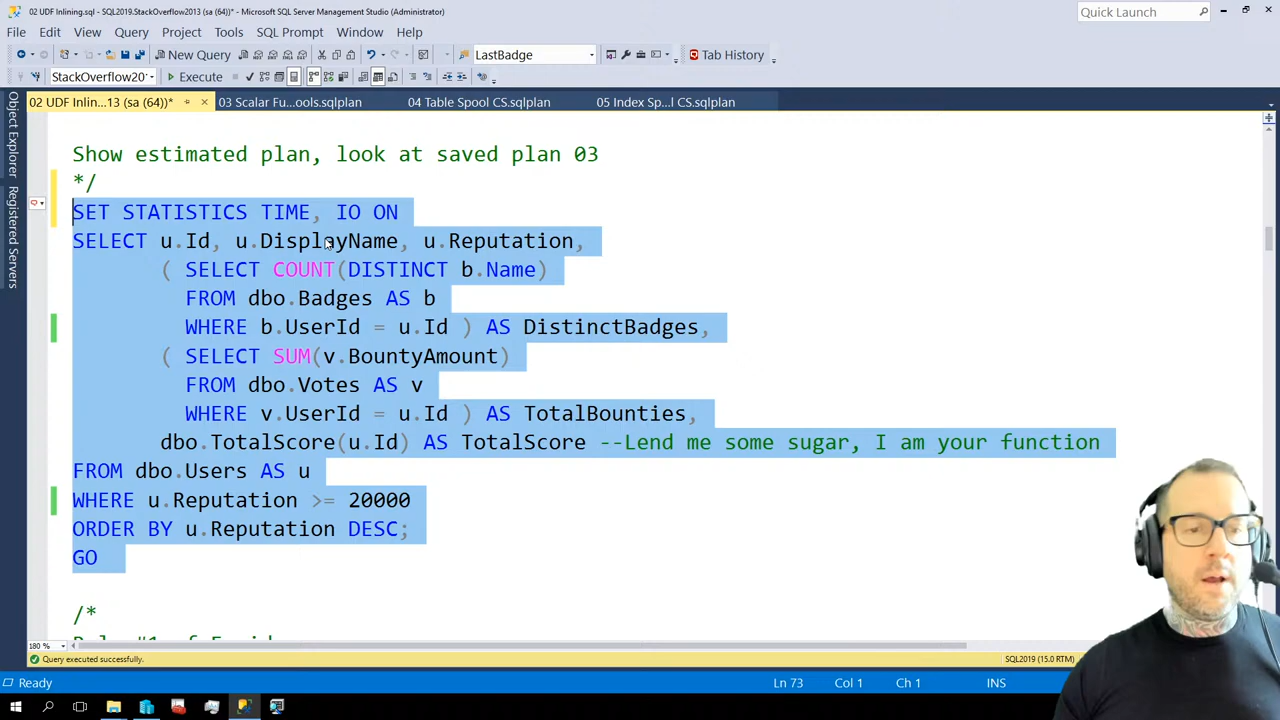 02 UDF Inlining.sql - SQL2019.StackOverflow2013 (sa (64))* - Microsoft SQL Server Management Studio (Administrator)
Quick Launch
File Edit View Query Project Tools SQL Prompt Window Help
New Query
LastBadge
Tab History
StackOverflow20
Execute
02 UDF Inlin...13 (sa (64))*
03 Scalar Fu...ools.sqlplan
04 Table Spool CS.sqlplan
05 Index Sp...l CS.sqlplan
Object Explorer
Registered Servers
Show estimated plan, look at saved plan 03
*/
SET STATISTICS TIME, IO ON
SELECT u.Id, u.DisplayName, u.Reputation,
( SELECT COUNT(DISTINCT b.Name)
FROM dbo.Badges AS b
WHERE b.UserId = u.Id ) AS DistinctBadges,
( SELECT SUM(v.BountyAmount)
FROM dbo.Votes AS v
WHERE v.UserId = u.Id ) AS TotalBounties,
dbo.TotalScore(u.Id) AS TotalScore --Lend me some sugar, I am your function
FROM dbo.Users AS u
WHERE u.Reputation >= 20000
ORDER BY u.Reputation DESC;
GO
/*
180 %
Query executed successfully.
SQL2019 (15.0 RTM)
Ready
Ln 73
Col 1
Ch 1
INS